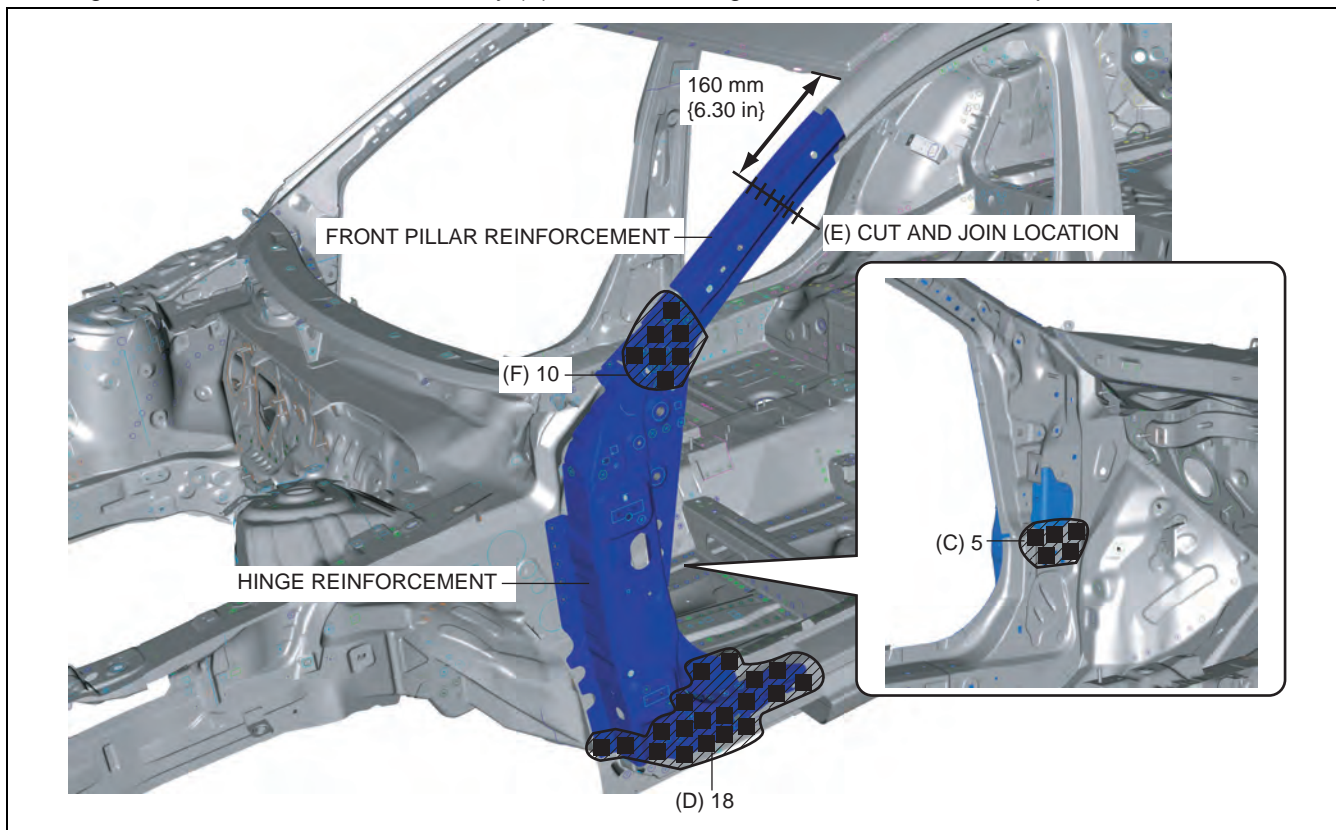 160 mm
{6.30 in}
FRONT PILLAR REINFORCEMENT
(E) CUT AND JOIN LOCATION
(F) 10
(C) 5
HINGE REINFORCEMENT
(D) 18